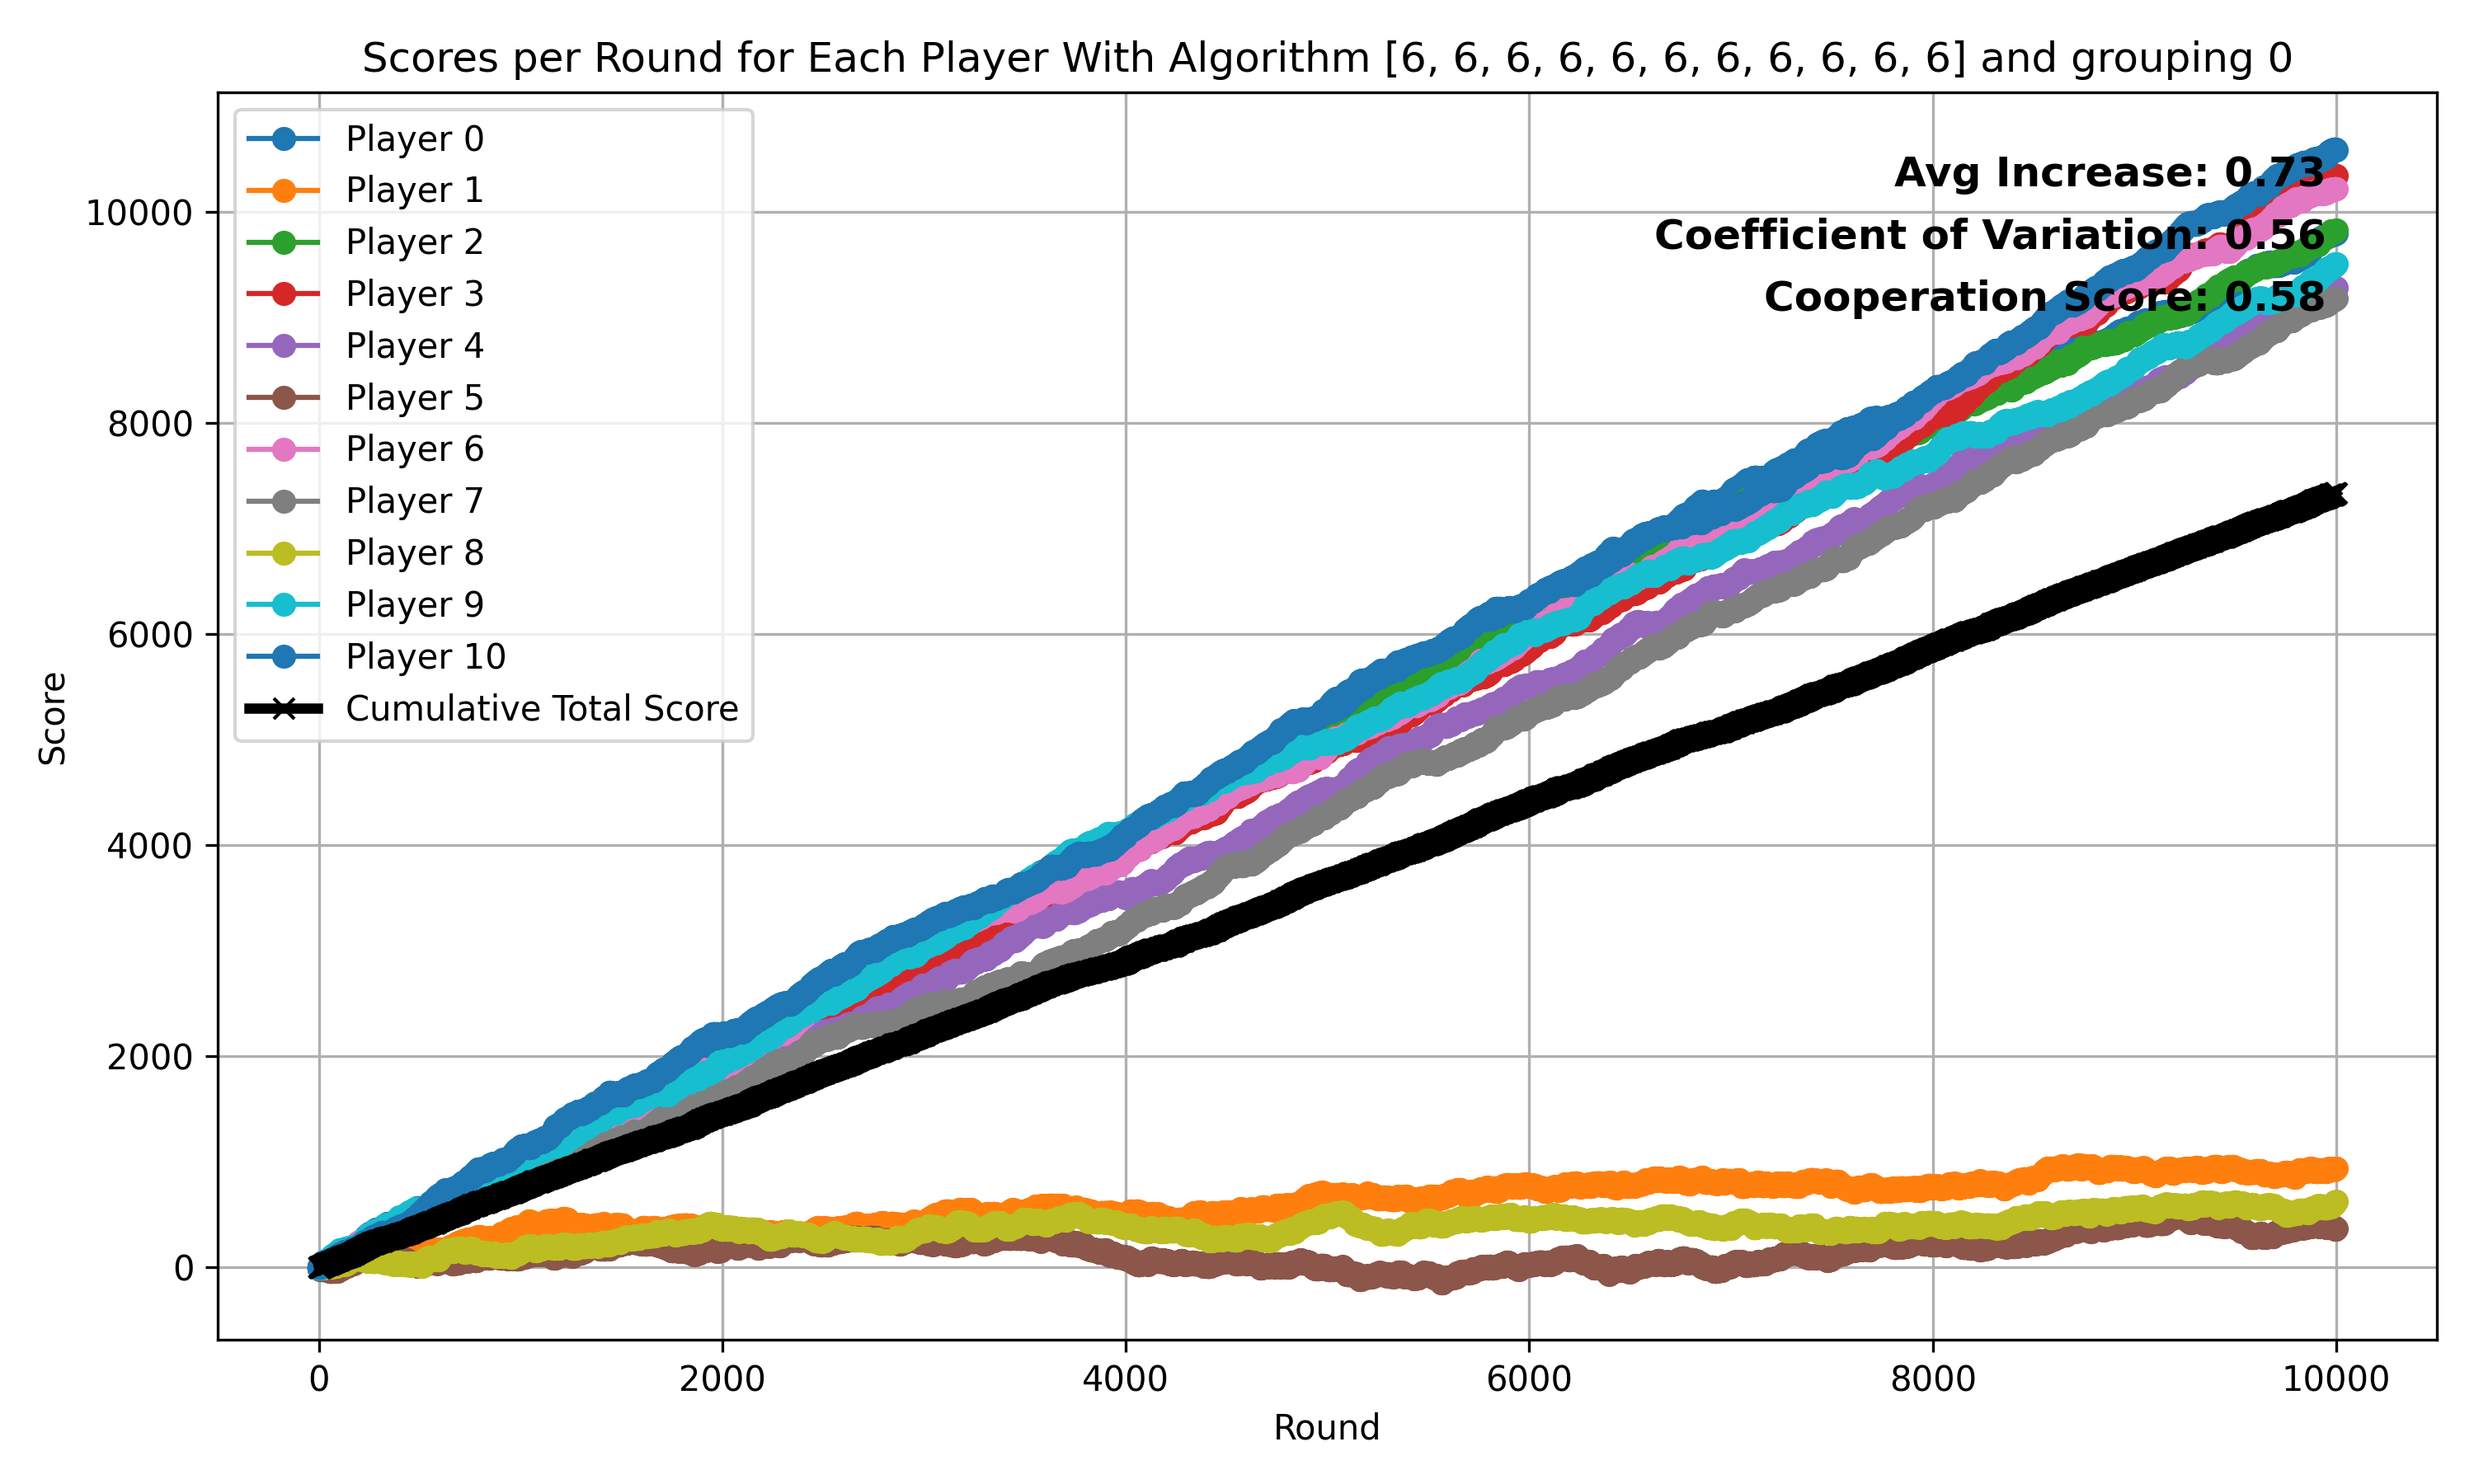 Scores per Round for Each Player With Algorithm [6, 6, 6, 6, 6, 6, 6, 6, 6, 6, 6] and grouping 0
Player 0
Player 1
Player 2
Player 3
Player 4
Player 5
Player 6
Player 7
Player 8
Player 9
Player 10
Cumulative Total Score
Avg Increase: 0.73
Coefficient of Variation: 0.56
Cooperation Score: 0.58
Score
10000
8000
6000
4000
2000
0
0 2000 4000 6000 8000 10000
Round